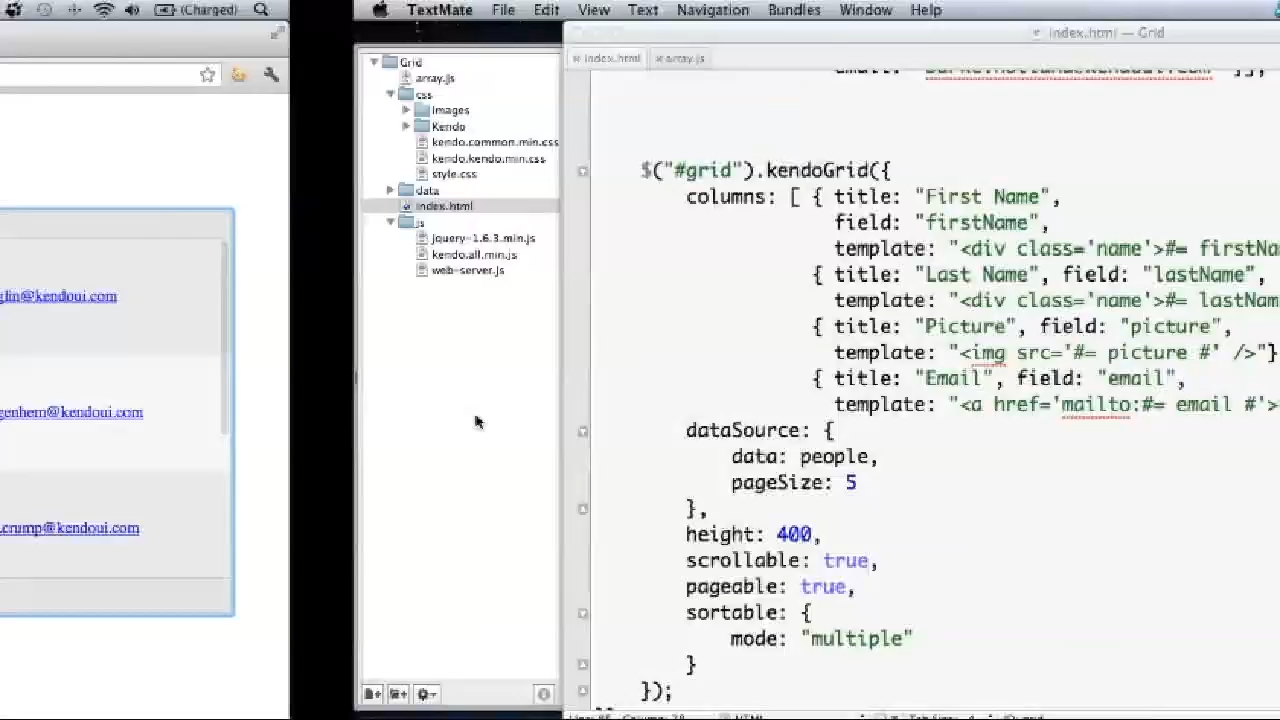 (Charged)
TextMate File Edit View Text Navigation Bundles Window Help
index.html — Grid
index.html array.js
Grid
array.js
css
images
Kendo
kendo.common.min.css
kendo.kendo.min.css
style.css
data
index.html
js
jquery-1.6.3.min.js
kendo.all.min.js
web-server.js
@kendoui.com
genhem@kendoui.com
.crump@kendoui.com
$("#grid").kendoGrid({
columns: [ { title: "First Name",
field: "firstName",
template: "<div class='name'>#= firstNa
{ title: "Last Name", field: "lastName",
template: "<div class='name'>#= lastNam
{ title: "Picture", field: "picture",
template: "<img src='#= picture #' />"}
{ title: "Email", field: "email",
template: "<a href='mailto:#= email #'>
dataSource: {
data: people,
pageSize: 5
},
height: 400,
scrollable: true,
pageable: true,
sortable: {
mode: "multiple"
}
});